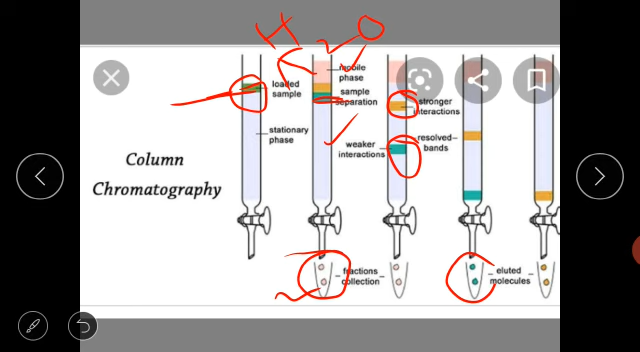 H2O
mobile
phase
loaded
sample
sample
separation
stationary
phase
stronger
interactions
weaker
interactions
resolved
bands
Column
Chromatography
fractions
collection
eluted
molecules